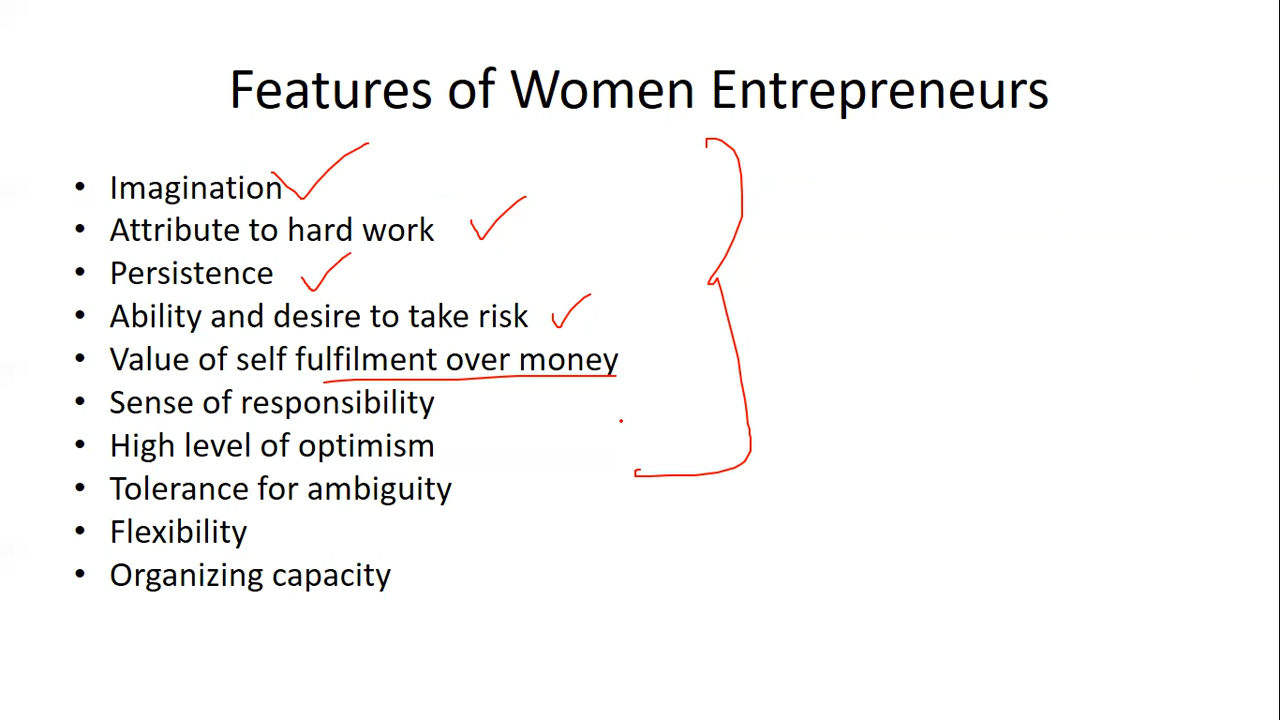 Features of Women Entrepreneurs
• Imagination
• Attribute to hard work
• Persistence
• Ability and desire to take risk
• Value of self fulfilment over money
• Sense of responsibility
• High level of optimism
• Tolerance for ambiguity
• Flexibility
• Organizing capacity